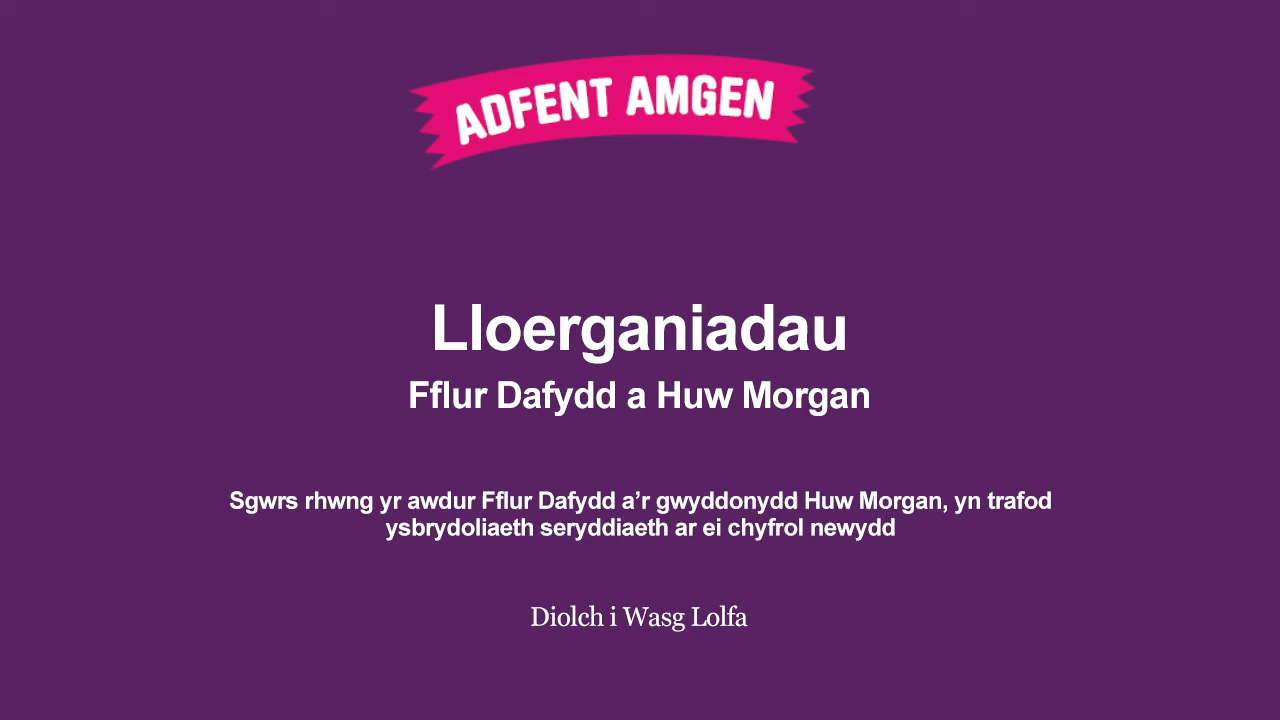 ADFENT AMGEN
Lloerganiadau
Fflur Dafydd a Huw Morgan
Sgwrs rhwng yr awdur Fflur Dafydd a’r gwyddonydd Huw Morgan, yn trafod
ysbrydoliaeth seryddiaeth ar ei chyfrol newydd
Diolch i Wasg Lolfa